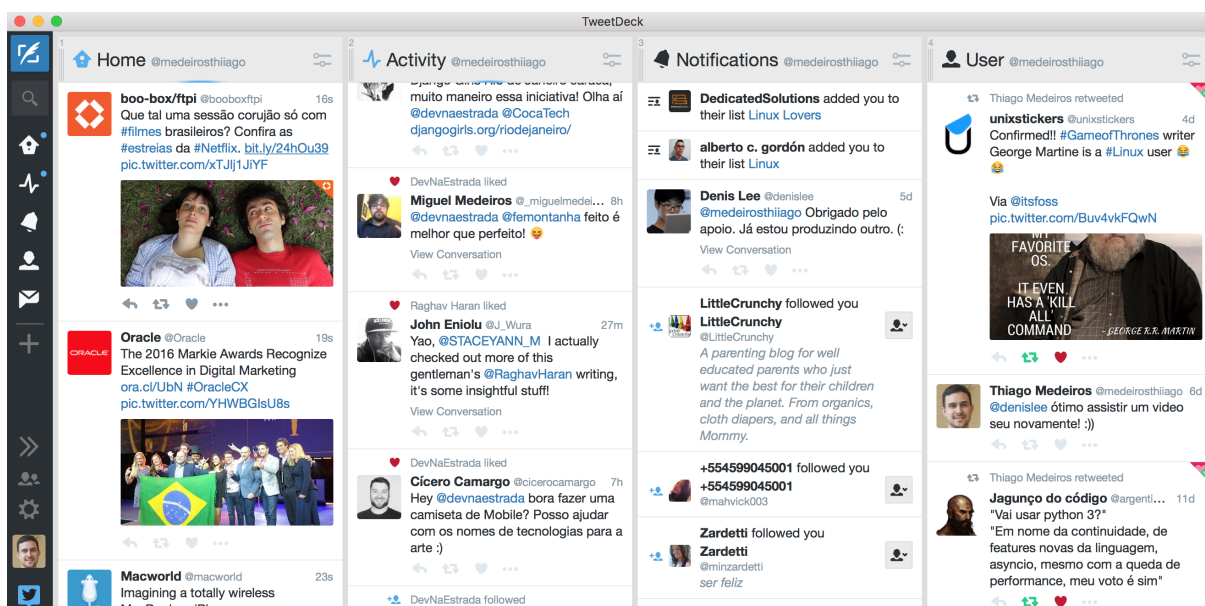 TweetDeck
1
Home @medeirosthiiago
boo-box/ftpi @booboxftpi 16s
Que tal uma sessão corujão só com
#filmes brasileiros? Confira as
#estreias da #Netflix. bit.ly/24hOu39
pic.twitter.com/xTJlj1JiYF
Oracle @Oracle 19s
ORACLE
The 2016 Markie Awards Recognize
Excellence in Digital Marketing
ora.cl/UbN #OracleCX
pic.twitter.com/YHWBGIsU8s
Macworld @macworld 23s
Imagining a totally wireless
2
Activity @medeirosthiiago
muito maneiro essa iniciativa! Olha aí
@devnaestrada @CocaTech
djangogirls.org/riodejaneiro/
DevNaEstrada liked
Miguel Medeiros @_miguelmedei... 8h
@devnaestrada @femontanha feito é
melhor que perfeito! 😜
View Conversation
Raghav Haran liked
John Eniolu @J_Wura 27m
Yao, @STACEYANN_M I actually
checked out more of this
gentleman's @RaghavHaran writing,
it's some insightful stuff!
View Conversation
DevNaEstrada liked
Cícero Camargo @cicerocamargo 7h
Hey @devnaestrada bora fazer uma
camiseta de Mobile? Posso ajudar
com os nomes de tecnologias para a
arte :)
DevNaEstrada followed
3
Notifications @medeirosthiiago
DedicatedSolutions added you to
their list Linux Lovers
alberto c. gordón added you to
their list Linux
Denis Lee @denislee 5d
@medeirosthiiago Obrigado pelo
apoio. Já estou produzindo outro. (:
View Conversation
LittleCrunchy followed you
LittleCrunchy
@LittleCrunchy
A parenting blog for well
educated parents who just
want the best for their children
and the planet. From organics,
cloth diapers, and all things
Mommy.
+554599045001 followed you
+554599045001
@mahvick003
Zardetti followed you
Zardetti
@minzardetti
ser feliz
4
User @medeirosthiiago
Thiago Medeiros retweeted
unixstickers @unixstickers 4d
Confirmed!! #GameofThrones writer
George Martine is a #Linux user 😂
😂
Via @itsfoss
pic.twitter.com/Buv4vkFQwN
MY
FAVORITE
OS.
IT EVEN
HAS A 'KILL
ALL'
COMMAND
- GEORGE R.R. MARTIN
Thiago Medeiros @medeirosthiiago 6d
@denislee ótimo assistir um video
seu novamente! :))
Thiago Medeiros retweeted
Jagunço do código @argenti... 11d
"Vai usar python 3?"
"Em nome da continuidade, de
features novas da linguagem,
asyncio, mesmo com a queda de
performance, meu voto é sim"